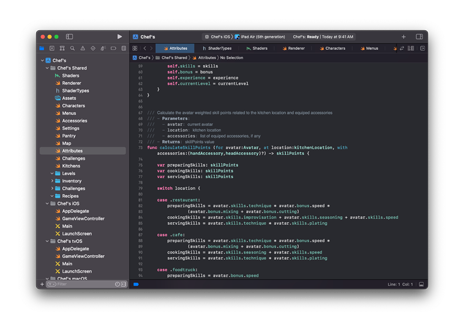 Chef's
Chef's iOS
iPad Air (5th generation)
Chef's: Ready | Today at 9:41 AM
Attributes
ShaderTypes
Shaders
Renderer
Characters
Menus
Chef's
Chef's Shared
Attributes
No Selection
Chef's
Chef's Shared
Shaders
Renderer
ShaderTypes
Assets
Characters
Menus
Accessories
Settings
Pantry
Map
Attributes
Challenges
Kitchens
Levels
Inventory
Challenges
Recipes
Chef's iOS
AppDelegate
GameViewController
Main
LaunchScreen
Chef's tvOS
AppDelegate
GameViewController
Main
LaunchScreen
Chef's macOS
Filter
self.skills = skills
self.bonus = bonus
self.experience = experience
self.currentLevel = currentLevel
}
}
/// Calculate the avatar weighted skill points related to the kitchen location and equipped accessories
/// - Parameters:
/// - avatar: current avatar
/// - location: kitchen location
/// - accessories: list of equiped accessories, if any
/// - Returns: skillPoints value
func calculateSkillPoints (for avatar:Avatar, at location:kitchenLocation, with
accessories:(handAccessory,headAccessory)?) -> skillPoints {
var preparingSkills: skillPoints
var cookingSkills: skillPoints
var servingSkills: skillPoints
switch location {
case .restaurant:
preparingSkills = avatar.skills.technique * avatar.bonus.speed *
(avatar.bonus.mixing + avatar.bonus.cutting)
cookingSkills = avatar.skills.improvisation + avatar.skills.seasoning + avatar.skills.speed
servingSkills = avatar.skills.technique * avatar.skills.plating
case .cafe:
preparingSkills = avatar.skills.technique * avatar.bonus.speed *
(avatar.bonus.mixing + avatar.bonus.cutting)
cookingSkills = avatar.skills.seasoning + avatar.skills.speed
servingSkills = avatar.skills.technique * avatar.skills.plating
case .foodtruck:
preparingSkills = avatar.bonus.speed
Line: 1 Col: 1